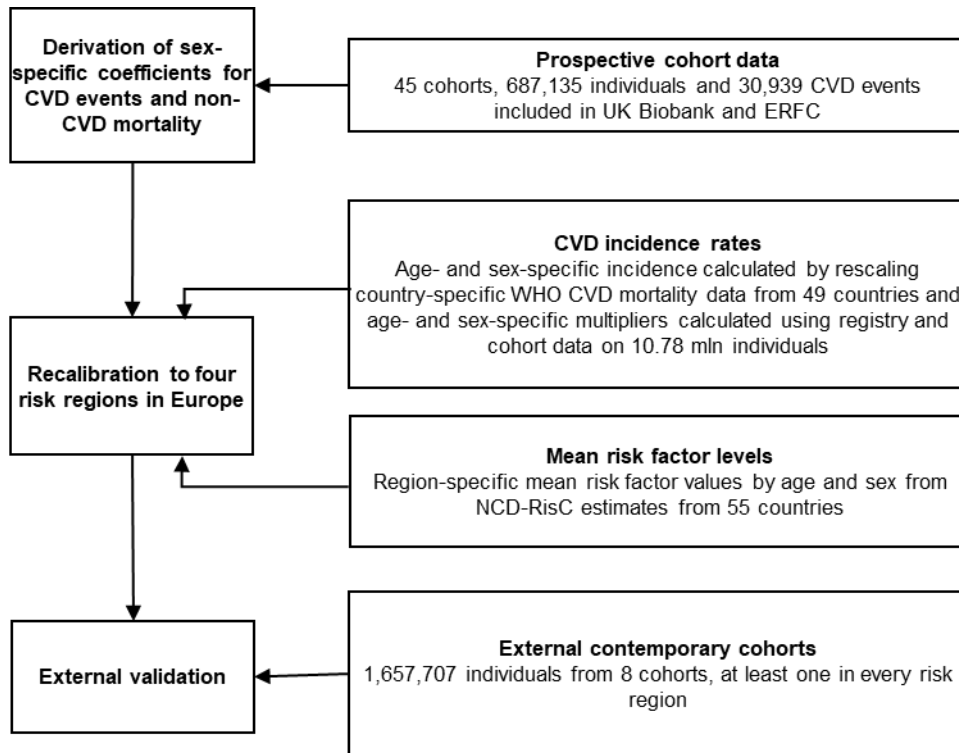 Derivation of sex-
specific coefficients for
CVD events and non-
CVD mortality
Prospective cohort data
45 cohorts, 687,135 individuals and 30,939 CVD events
included in UK Biobank and ERFC
CVD incidence rates
Age- and sex-specific incidence calculated by rescaling
country-specific WHO CVD mortality data from 49 countries and
age- and sex-specific multipliers calculated using registry and
cohort data on 10.78 mln individuals
Recalibration to four
risk regions in Europe
Mean risk factor levels
Region-specific mean risk factor values by age and sex from
NCD-RisC estimates from 55 countries
External validation
External contemporary cohorts
1,657,707 individuals from 8 cohorts, at least one in every risk
region